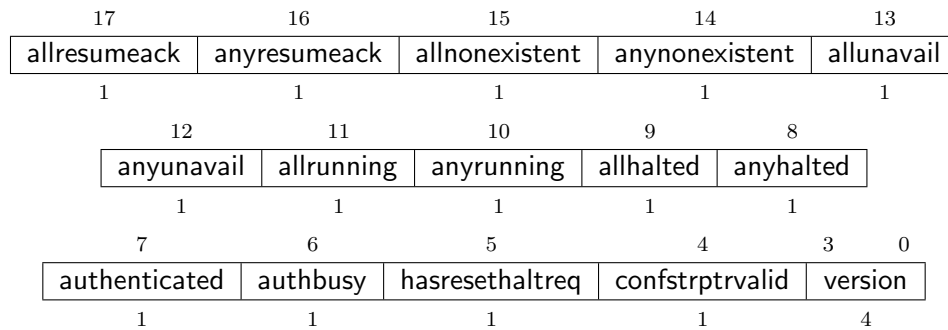 17 16 15 14 13
allresumeack anyresumeack allnonexistent anynonexistent allunavail
1 1 1 1 1
12 11 10 9 8
anyunavail allrunning anyrunning allhalted anyhalted
1 1 1 1 1
7 6 5 4 3 0
authenticated authbusy hasresethaltreq confstrptrvalid version
1 1 1 1 4